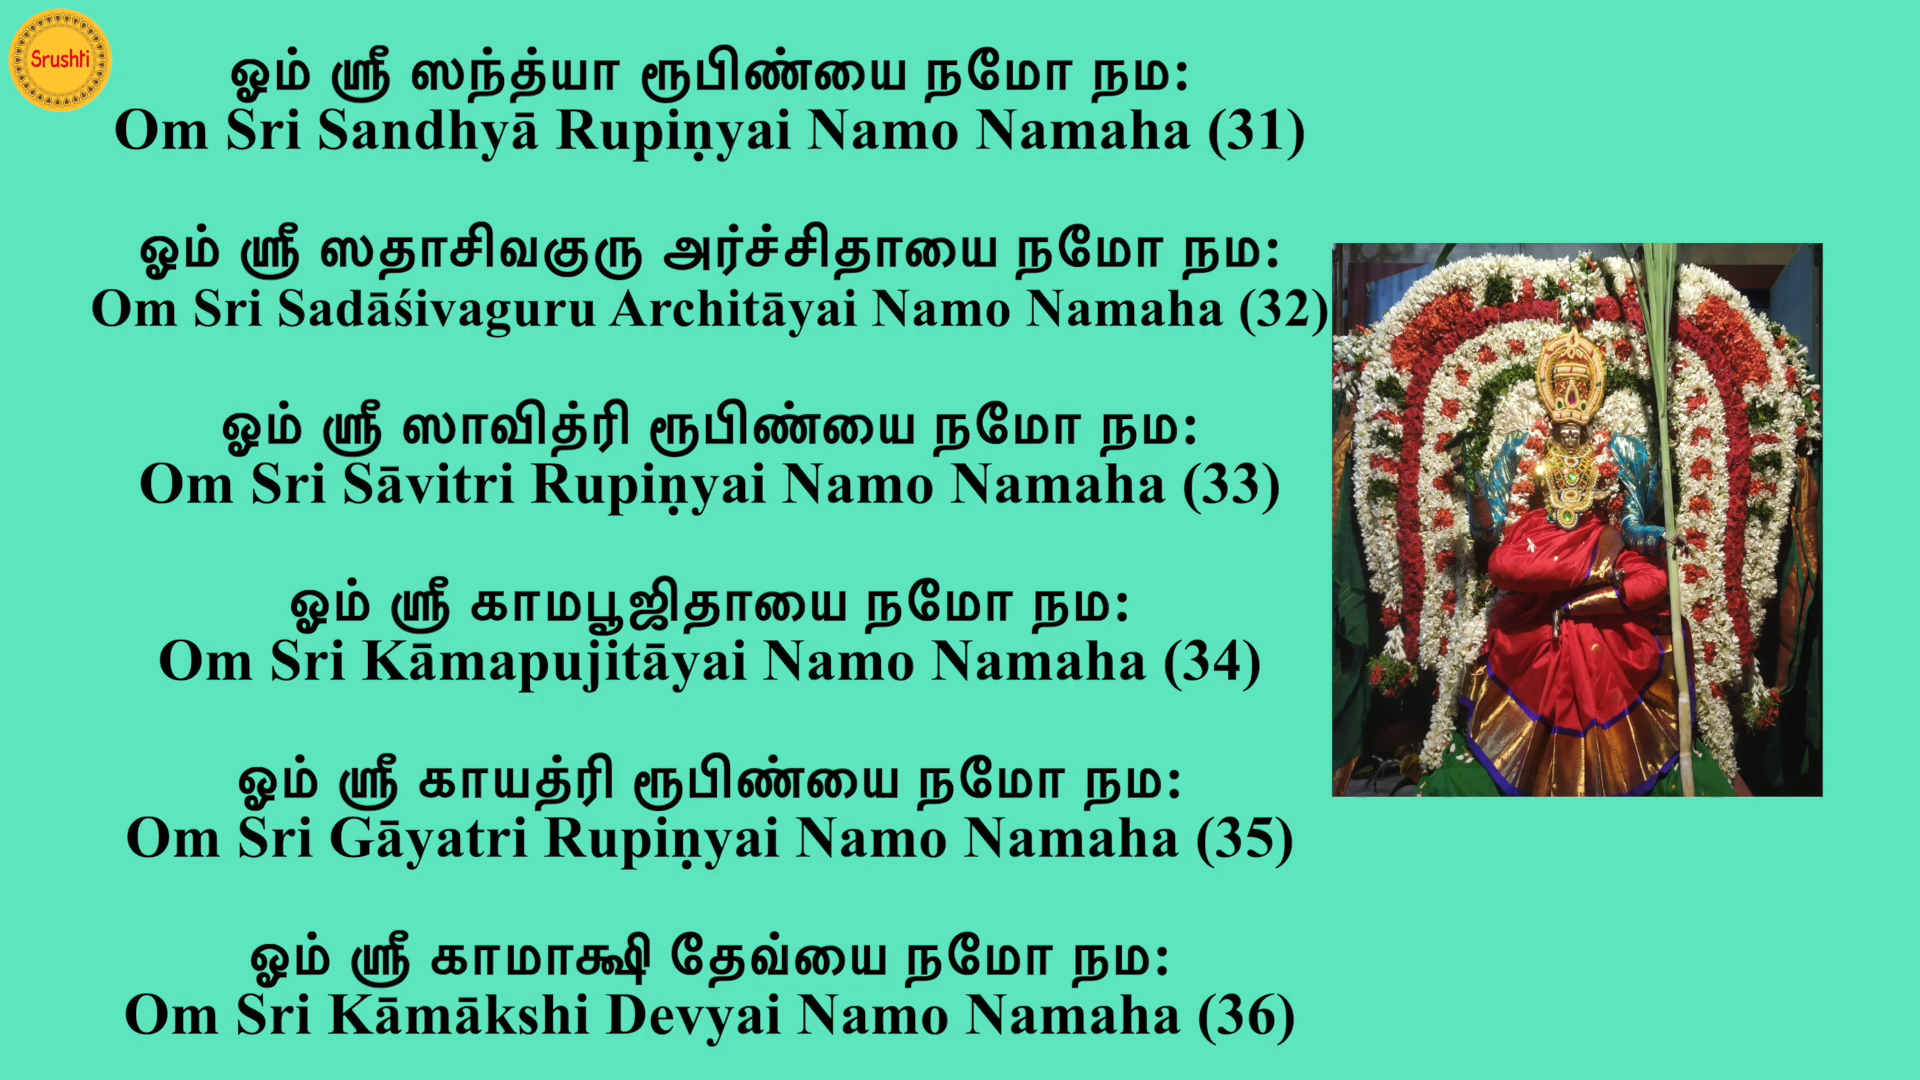 Srushti
ஓம் ஸ்ரீ ஸந்த்யா ரூபிண்யை நமோ நம:
Om Sri Sandhyā Rupiṇyai Namo Namaha (31)
ஓம் ஸ்ரீ ஸதாசிவகுரு அர்ச்சிதாயை நமோ நம:
Om Sri Sadāśivaguru Architāyai Namo Namaha (32)
ஓம் ஸ்ரீ ஸாவித்ரி ரூபிண்யை நமோ நம:
Om Sri Sāvitri Rupiṇyai Namo Namaha (33)
ஓம் ஸ்ரீ காமபூஜிதாயை நமோ நம:
Om Sri Kāmapujitāyai Namo Namaha (34)
ஓம் ஸ்ரீ காயத்ரி ரூபிண்யை நமோ நம:
Om Sri Gāyatri Rupiṇyai Namo Namaha (35)
ஓம் ஸ்ரீ காமாக்ஷி தேவ்யை நமோ நம:
Om Sri Kāmākshi Devyai Namo Namaha (36)